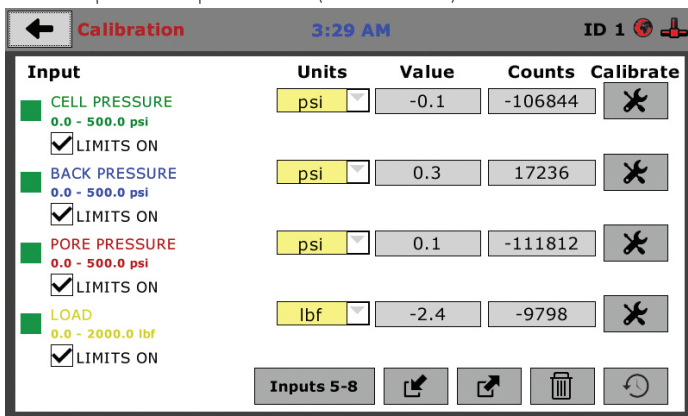 Calibration 3:29 AM ID 1
Input Units Value Counts Calibrate
CELL PRESSURE psi -0.1 -106844
0.0 - 500.0 psi
LIMITS ON
BACK PRESSURE psi 0.3 17236
0.0 - 500.0 psi
LIMITS ON
PORE PRESSURE psi 0.1 -111812
0.0 - 500.0 psi
LIMITS ON
LOAD lbf -2.4 -9798
0.0 - 2000.0 lbf
LIMITS ON
Inputs 5-8